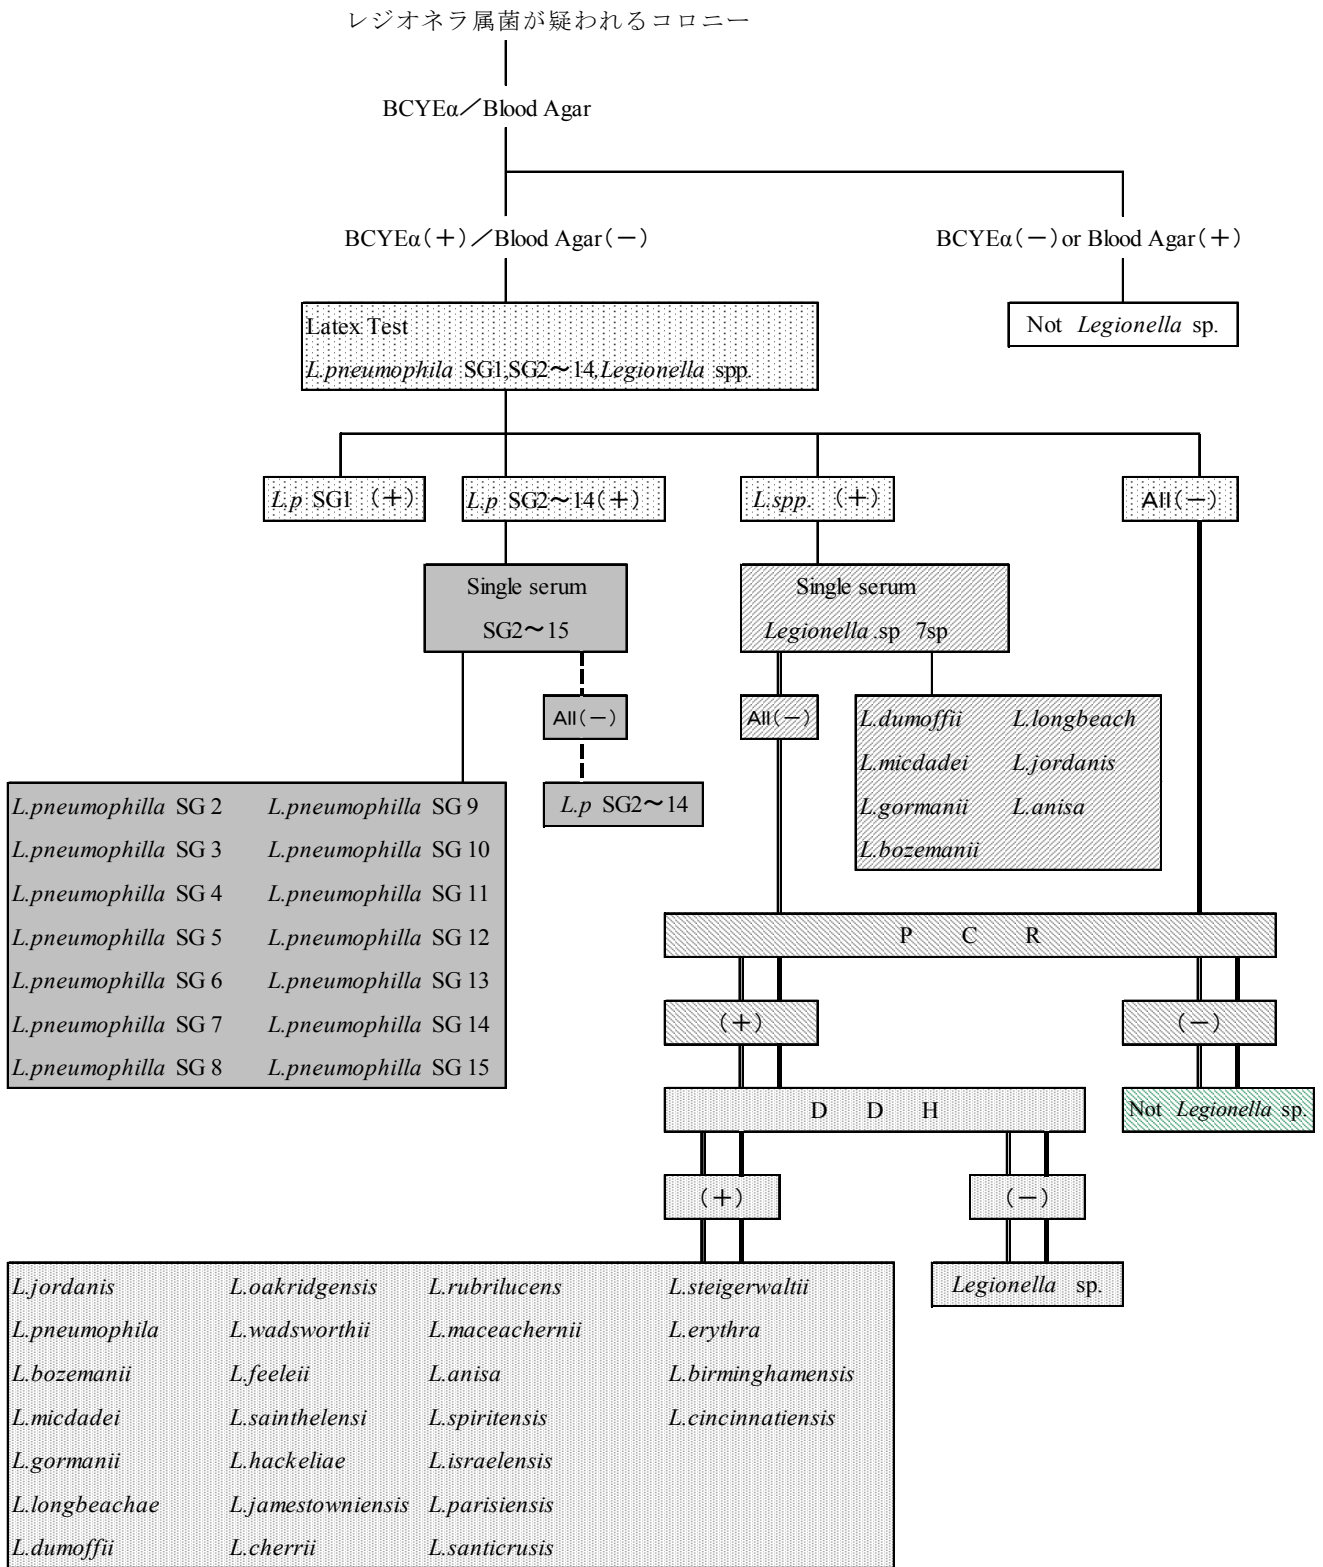 レジオネラ属菌が疑われるコロニー
BCYEα／Blood Agar
BCYEα(＋)／Blood Agar(－)
BCYEα(－)or Blood Agar(＋)
Latex Test
L.pneumophila SG1,SG2～14,Legionella spp.
Not Legionella sp.
L.p SG1 (＋)
L.p SG2～14(＋)
L.spp. (＋)
All(－)
Single serum
SG2～15
Single serum
Legionella .sp 7sp
All(－)
All(－)
L.dumoffii L.longbeach
L.micdadei L.jordanis
L.gormanii L.anisa
L.bozemanii
L.p SG2～14
L.pneumophilla SG 2 L.pneumophilla SG 9
L.pneumophilla SG 3 L.pneumophilla SG 10
L.pneumophilla SG 4 L.pneumophilla SG 11
L.pneumophilla SG 5 L.pneumophilla SG 12
L.pneumophilla SG 6 L.pneumophilla SG 13
L.pneumophilla SG 7 L.pneumophilla SG 14
L.pneumophilla SG 8 L.pneumophilla SG 15
P C R
(＋)
(－)
D D H
Not Legionella sp.
(＋)
(－)
Legionella sp.
L.jordanis L.oakridgensis L.rubrilucens L.steigerwaltii
L.pneumophila L.wadsworthii L.maceachernii L.erythra
L.bozemanii L.feeleii L.anisa L.birminghamensis
L.micdadei L.sainthelensi L.spiritensis L.cincinnatiensis
L.gormanii L.hackeliae L.israelensis
L.longbeachae L.jamestowniensis L.parisiensis
L.dumoffii L.cherrii L.santicrusis